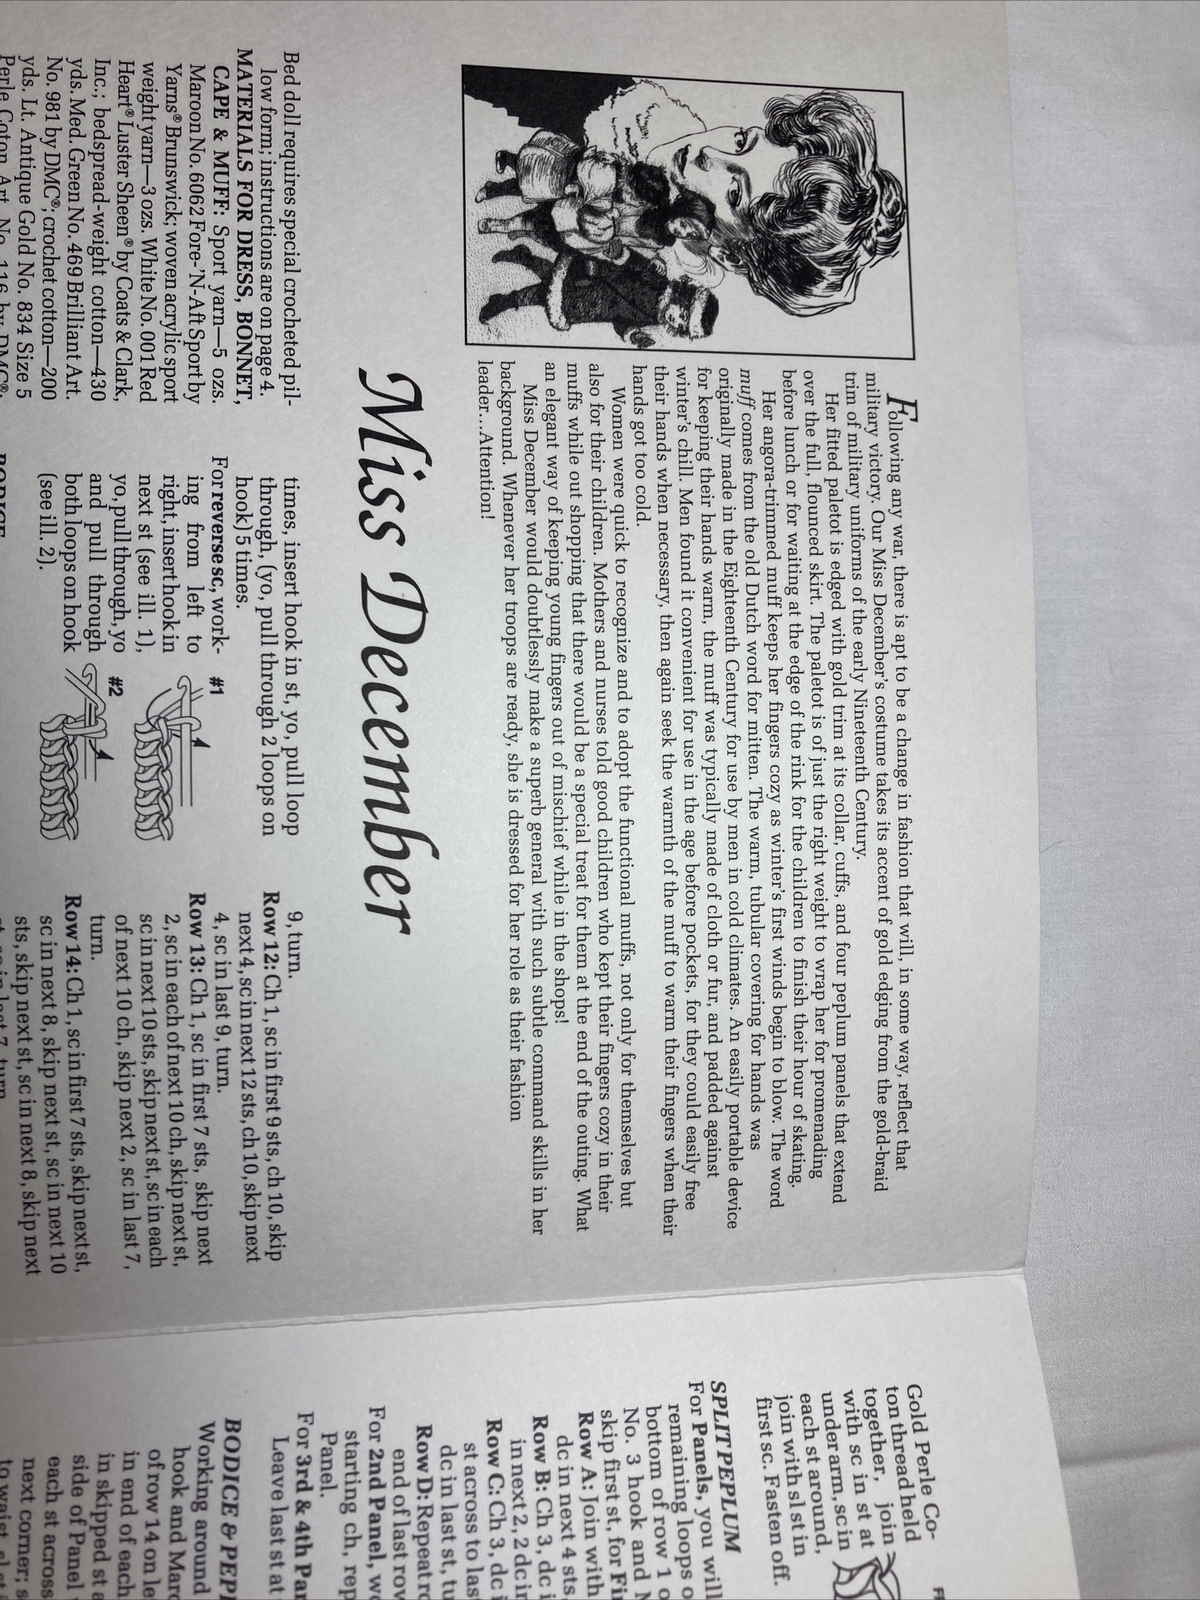 Following any war, there is apt to be a change in fashion that will, in some way, reflect that
military victory. Our Miss December's costume takes its accent of gold edging from the gold-braid
trim of military uniforms of the early Nineteenth Century.
Her fitted paletot is edged with gold trim at its collar, cuffs, and four peplum panels that extend
over the full, flounced skirt. The paletot is of just the right weight to wrap her for promenading
before lunch or for waiting at the edge of the rink for the children to finish their hour of skating.
Her angora-trimmed muff keeps her fingers cozy as winter's first winds begin to blow. The word
muff comes from the old Dutch word for mitten. The warm, tubular covering for hands was
originally made in the Eighteenth Century for use by men in cold climates. An easily portable device
for keeping their hands warm, the muff was typically made of cloth or fur, and padded against
winter's chill. Men found it convenient for use in the age before pockets, for they could easily free
their hands when necessary, then again seek the warmth of the muff to warm their fingers when their
hands got too cold.
Women were quick to recognize and to adopt the functional muffs, not only for themselves but
also for their children. Mothers and nurses told good children who kept their fingers cozy in their
muffs while out shopping that there would be a special treat for them at the end of the outing. What
an elegant way of keeping young fingers out of mischief while in the shops!
Miss December would doubtlessly make a superb general with such subtle command skills in her
background. Whenever her troops are ready, she is dressed for her role as their fashion
leader...Attention!
Miss December
Bed doll requires special crocheted pil-
low form; instructions are on page 4.
MATERIALS FOR DRESS, BONNET,
CAPE & MUFF: Sport yarn—5 ozs.
Maroon No. 6062 Fore-'N-Aft Sport by
Yarns® Brunswick; woven acrylic sport
weight yarn—3 ozs. White No. 001 Red
Heart® Luster Sheen® by Coats & Clark,
Inc.; bedspread-weight cotton—430
yds. Med. Green No. 469 Brilliant Art.
No. 981 by DMC®; crochet cotton—200
yds. Lt. Antique Gold No. 834 Size 5
Perle Coton Art. No. 116 by DMC®;
times, insert hook in st, yo, pull loop
through, (yo, pull through 2 loops on
hook) 5 times.
For reverse sc, work-
ing from left to
right, insert hook in
next st (see ill. 1),
yo, pull through, yo
and pull through
both loops on hook
(see ill. 2).
#1
#2
BODICE
9, turn.
Row 12: Ch 1, sc in first 9 sts, ch 10, skip
next 4, sc in next 12 sts, ch 10, skip next
4, sc in last 9, turn.
Row 13: Ch 1, sc in first 7 sts, skip next
2, sc in each of next 10 ch, skip next st,
sc in next 10 sts, skip next st, sc in each
of next 10 ch, skip next 2, sc in last 7,
turn.
Row 14: Ch 1, sc in first 7 sts, skip next st,
sc in next 8, skip next st, sc in next 10
sts, skip next st, sc in next 8, skip next
st, sc in last 7, turn.
Gold Perle Co-
ton thread held
together, join
with sc in st at
underarm, sc in
each st around,
join with sl st in
first sc. Fasten off.
SPLIT PEPLUM
For Panels, you will
remaining loops
bottom of row 1
No. 3 hook and
skip first st, for
Row A: Join with
dc in next 4 sts,
Row B: Ch 3, dc
in next 2, 2 dc in
Row C: Ch 3, dc
st across to
dc in last st,
Row D: Repeat
end of last row
For 2nd Panel,
starting ch,
Panel.
For 3rd & 4th
Leave last st at
BODICE &
Working around
hook and
of row 14 on
in end of each
in skipped st
side of Panel
each st across
next corner;
to waist,